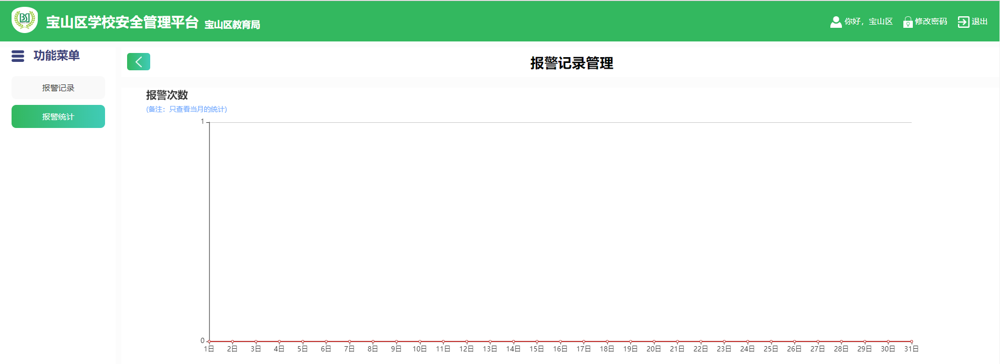 BSI
宝山区学校安全管理平台 宝山区教育局
你好，宝山区 修改密码 退出
功能菜单
报警记录
报警统计
报警记录管理
报警次数
(备注：只查看当月的统计)
1
0
1日 2日 3日 4日 5日 6日 7日 8日 9日 10日 11日 12日 13日 14日 15日 16日 17日 18日 19日 20日 21日 22日 23日 24日 25日 26日 27日 28日 29日 30日 31日